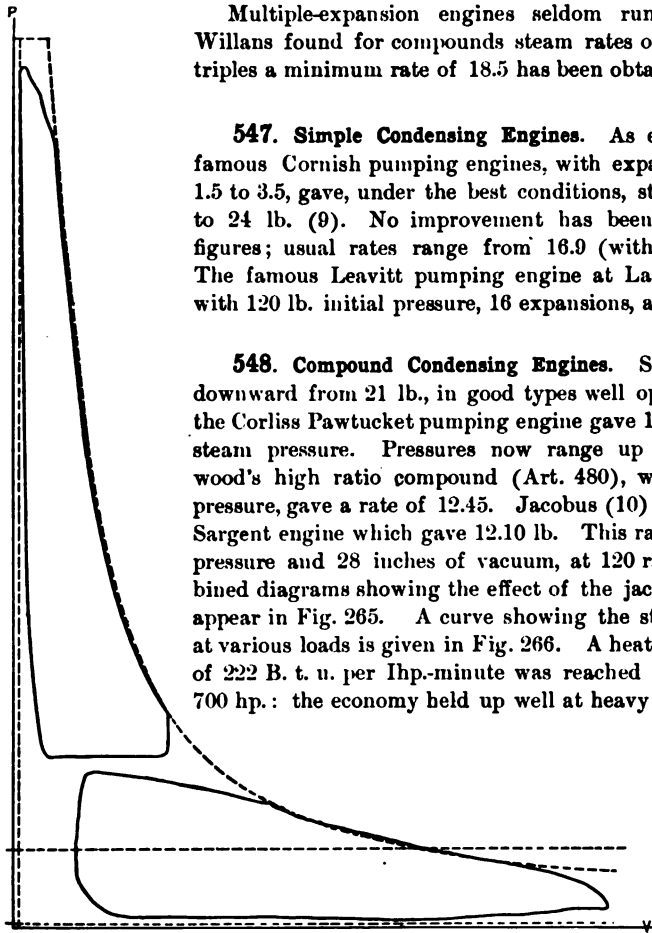 P
Multiple-expansion engines seldom run
Willans found for compounds steam rates o
triples a minimum rate of 18.5 has been obta
547. Simple Condensing Engines. As e
famous Cornish pumping engines, with expa
1.5 to 3.5, gave, under the best conditions, st
to 24 lb. (9). No improvement has been
figures; usual rates range from 16.9 (with
The famous Leavitt pumping engine at La
with 120 lb. initial pressure, 16 expansions, a
548. Compound Condensing Engines. S
downward from 21 lb., in good types well op
the Corliss Pawtucket pumping engine gave 1
steam pressure. Pressures now range up
wood's high ratio compound (Art. 480), w
pressure, gave a rate of 12.45. Jacobus (10)
Sargent engine which gave 12.10 lb. This ra
pressure and 28 inches of vacuum, at 120 r
bined diagrams showing the effect of the jac
appear in Fig. 265. A curve showing the st
at various loads is given in Fig. 266. A heat
of 222 B. t. u. per Ihp.-minute was reached
700 hp.: the economy held up well at heavy
V